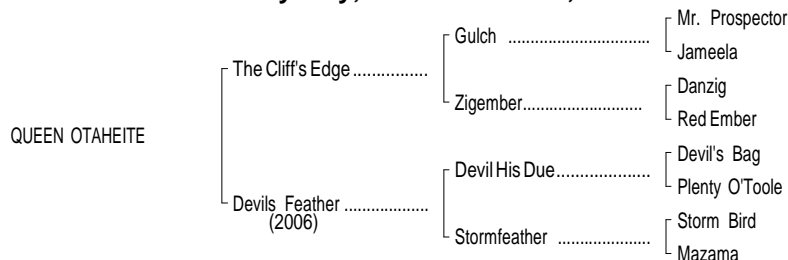 Mr. Prospector
Gulch ................................
Jameela
The Cliff's Edge ................
Danzig
Zigember...........................
Red Ember
QUEEN OTAHEITE
Devil's Bag
Devil His Due.....................
Plenty O'Toole
Devils Feather ...................
(2006)
Storm Bird
Stormfeather .....................
Mazama